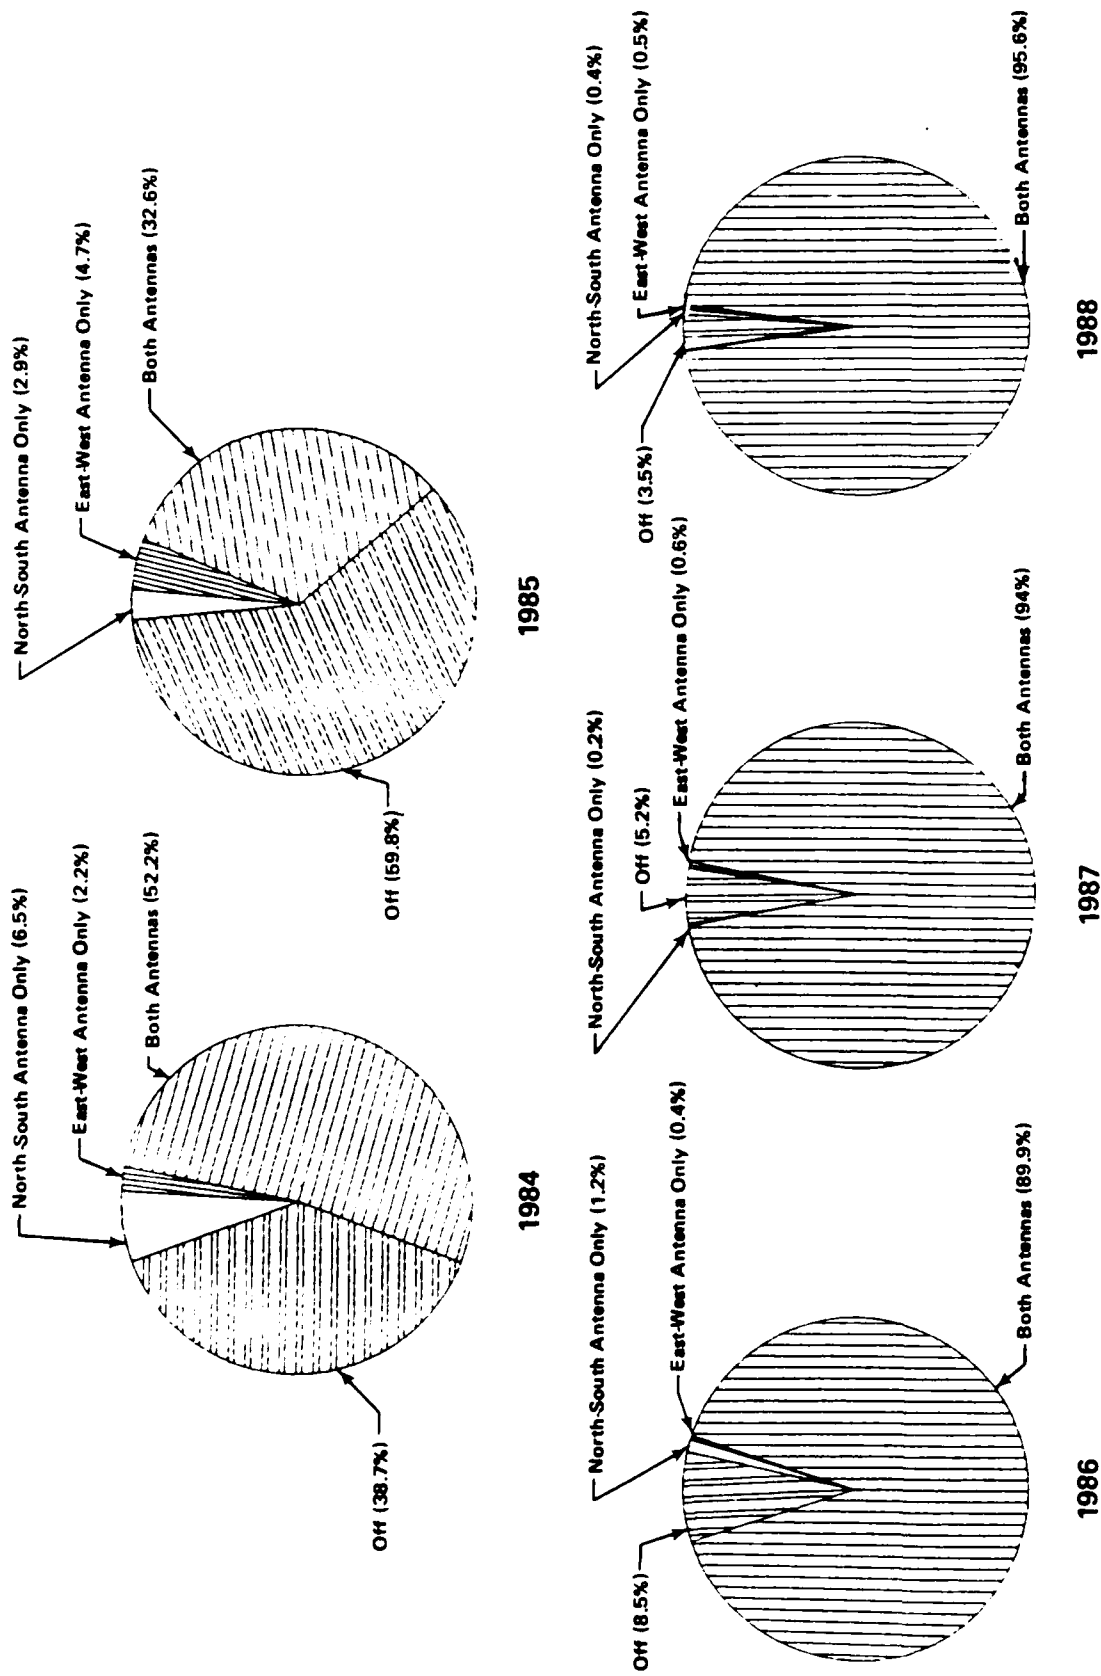 North-South Antenna Only (6.5%)
East-West Antenna Only (2.2%)
Both Antennas (52.2%)
Off (38.7%)
1984
North-South Antenna Only (2.9%)
East-West Antenna Only (4.7%)
Both Antennas (32.6%)
Off (59.8%)
1985
North-South Antenna Only (1.2%)
East-West Antenna Only (0.4%)
Off (8.5%)
Both Antennas (89.9%)
1986
North-South Antenna Only (0.2%)
Off (5.2%)
East-West Antenna Only (0.6%)
Both Antennas (94%)
1987
North-South Antenna Only (0.4%)
East-West Antenna Only (0.5%)
Off (3.5%)
Both Antennas (95.6%)
1988